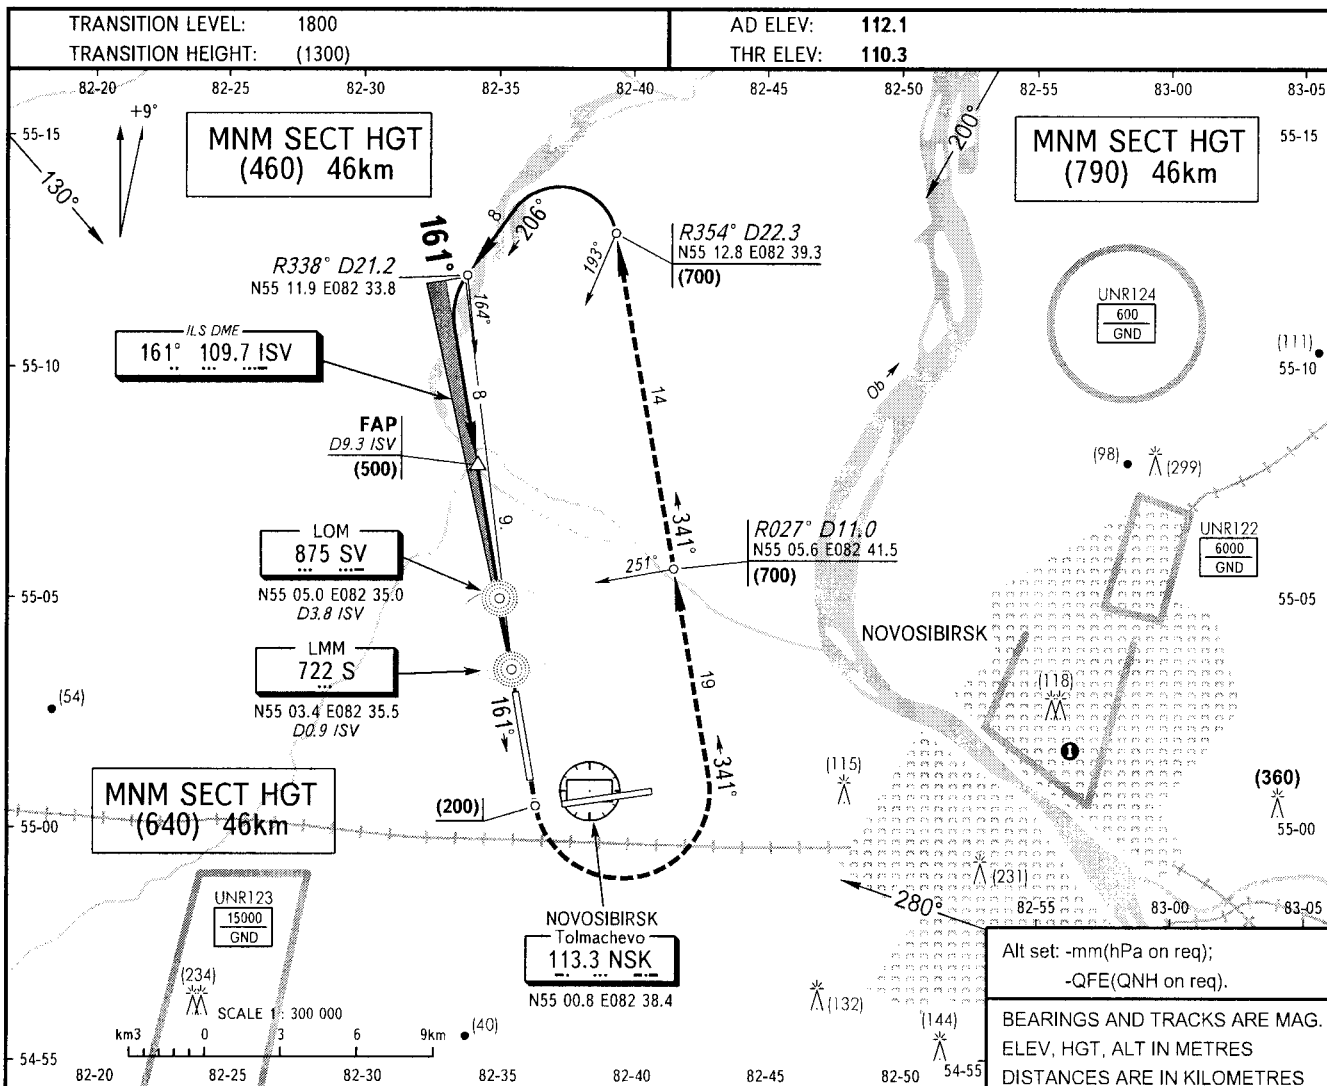 TRANSITION LEVEL: 1800
TRANSITION HEIGHT: (1300)
AD ELEV: 112.1
THR ELEV: 110.3
82-20 82-25 82-30 82-35 82-40 82-45 82-50 82-55 83-00 83-05
+9°
55-15
MNM SECT HGT
(460) 46km
200°
MNM SECT HGT
(790) 46km
55-15
130°
161°
8
206°
193°
R354° D22.3
N55 12.8 E082 39.3
(700)
R338° D21.2
N55 11.9 E082 33.8
164°
UNR124
600
GND
ILS DME
161° 109.7 ISV
(111)
55-10
55-10
8
14
Ob
FAP
D9.3 ISV
(500)
(98)
(299)
9.
341°
R027° D11.0
N55 05.6 E082 41.5
(700)
251°
UNR122
6000
GND
LOM
875 SV
N55 05.0 E082 35.0
D3.8 ISV
55-05
55-05
NOVOSIBIRSK
LMM
722 S
N55 03.4 E082 35.5
D0.9 ISV
(54)
161°
19
(118)
1
341°
(115)
(360)
MNM SECT HGT
(640) 46km
(200)
55-00
55-00
(231)
280°
82-55 83-00 83-05
UNR123
15000
GND
NOVOSIBIRSK
Tolmachevo
113.3 NSK
N55 00.8 E082 38.4
(234)
SCALE 1 : 300 000
km3 0 3 6 9km
(40)
(132)
(144)
Alt set: -mm(hPa on req);
-QFE(QNH on req).
BEARINGS AND TRACKS ARE MAG.
ELEV, HGT, ALT IN METRES
DISTANCES ARE IN KILOMETRES
54-55
54-55
82-20 82-25 82-30 82-35 82-40 82-45 82-50